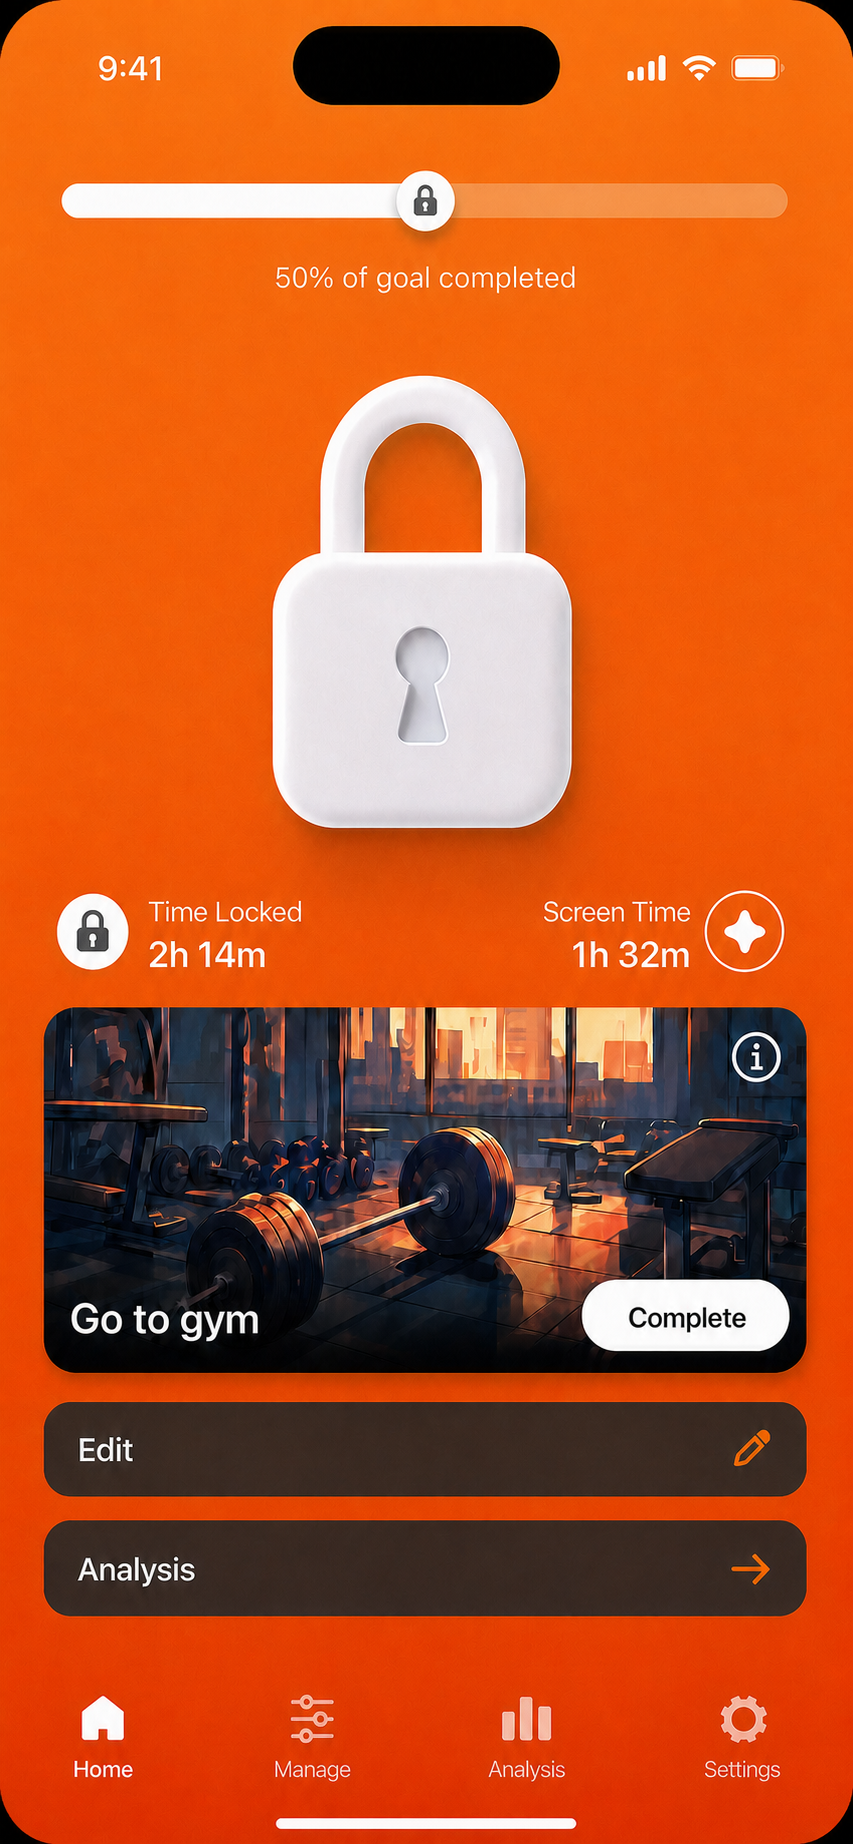 9:41
50% of goal completed
Time Locked
2h 14m
Screen Time
1h 32m
Go to gym
Complete
Edit
Analysis
Home
Manage
Analysis
Settings